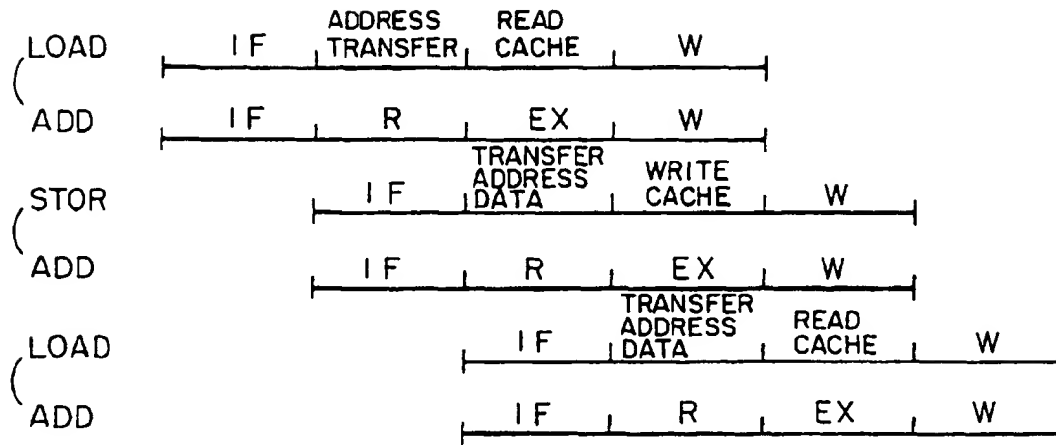 ADDRESS READ
LOAD IF TRANSFER CACHE W
ADD IF R EX W
TRANSFER
ADDRESS WRITE
STOR IF DATA CACHE W
ADD IF R EX W
TRANSFER
ADDRESS READ
LOAD IF DATA CACHE W
ADD IF R EX W